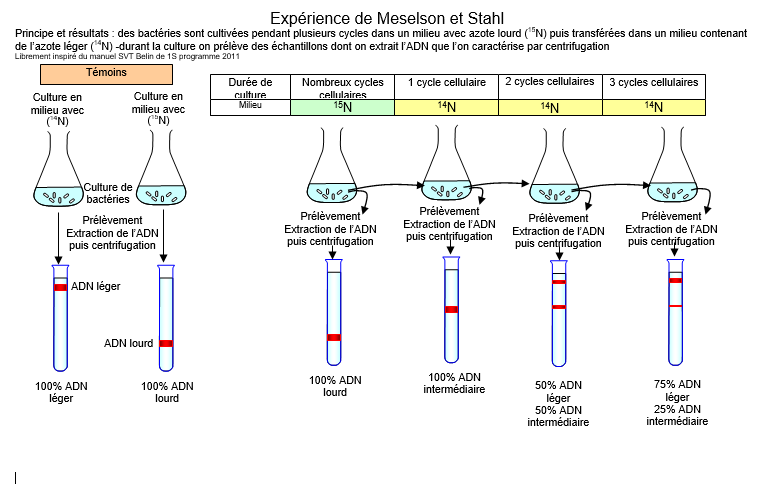 Expérience de Meselson et Stahl
Principe et résultats : des bactéries sont cultivées pendant plusieurs cycles dans un milieu avec azote lourd (¹⁵N) puis transférées dans un milieu contenant
de l’azote léger (¹⁴N) -durant la culture on prélève des échantillons dont on extrait l’ADN que l’on caractérise par centrifugation
Librement inspiré du manuel SVT Belin de 1S programme 2011
Témoins
Culture en
milieu avec
(¹⁴N)
Culture en
milieu avec
(¹⁵N)
Culture de
bactéries
Prélèvement
Extraction de l’ADN
puis centrifugation
ADN léger
ADN lourd
100% ADN
léger
100% ADN
lourd
Durée de
culture
Nombreux cycles
cellulaires
1 cycle cellulaire
2 cycles cellulaires
3 cycles cellulaires
Milieu
¹⁵N
¹⁴N
¹⁴N
¹⁴N
Prélèvement
Extraction de l’ADN
puis centrifugation
Prélèvement
Extraction de l’ADN
puis centrifugation
Prélèvement
Extraction de l’ADN
puis centrifugation
Prélèvement
Extraction de l’ADN
puis centrifugation
100% ADN
lourd
100% ADN
intermédiaire
50% ADN
léger
50% ADN
intermédiaire
75% ADN
léger
25% ADN
intermédiaire